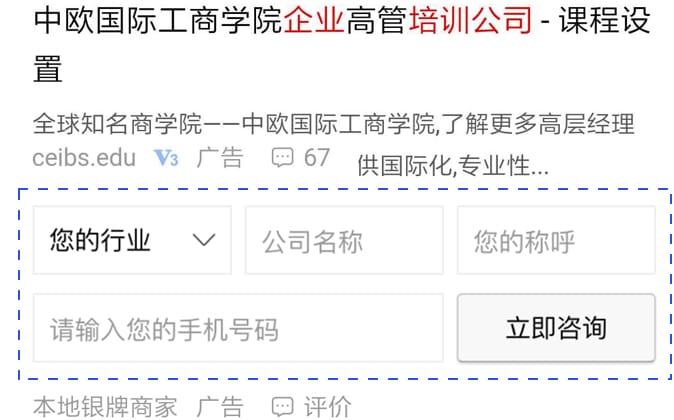 中欧国际工商学院企业高管培训公司 - 课程设
置
全球知名商学院——中欧国际工商学院,了解更多高层经理
ceibs.edu V3 广告 67 供国际化,专业性...
您的行业 公司名称 您的称呼
请输入您的手机号码 立即咨询
本地银牌商家 广告 评价